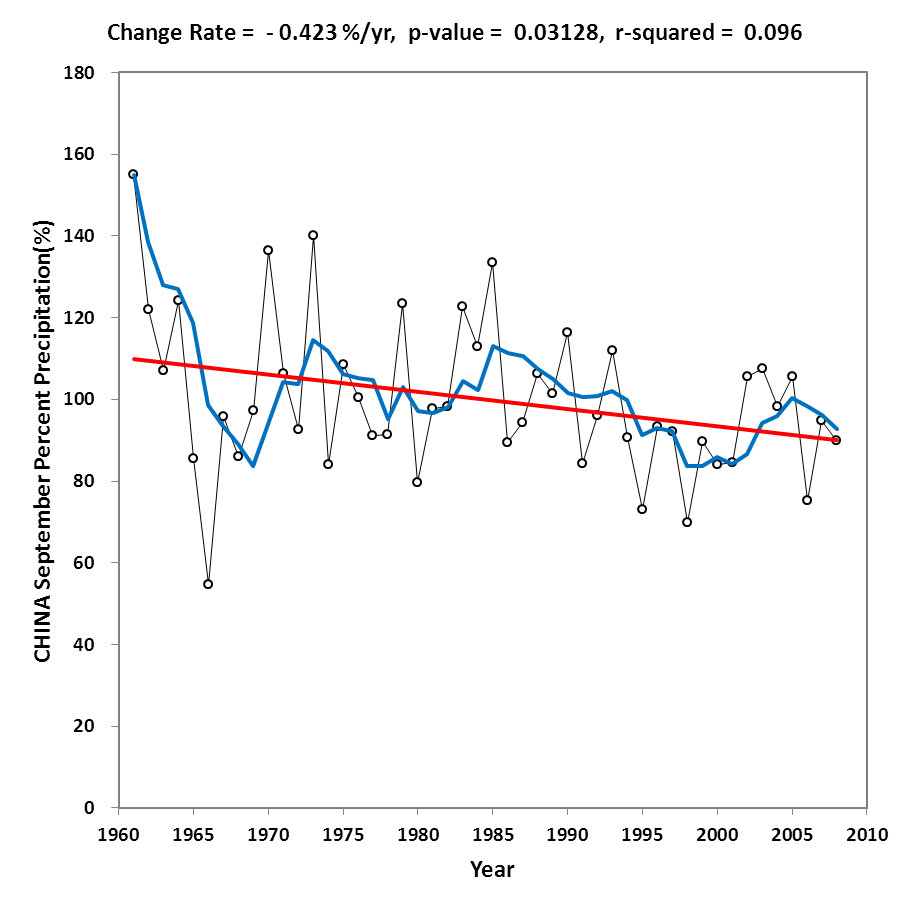 Change Rate = - 0.423 %/yr, p-value = 0.03128, r-squared = 0.096
180
160
140
120
100
80
60
40
20
0
CHINA September Percent Precipitation(%)
1960 1965 1970 1975 1980 1985 1990 1995 2000 2005 2010
Year